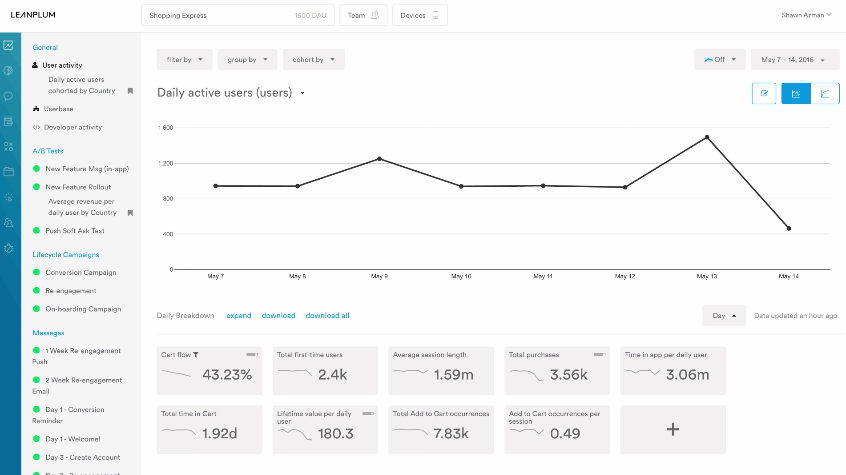 LEANPLUM
Shopping Express 1600 DAU
Team
Devices
Shawn Azman
General
User activity
Daily active users
cohorted by Country
Userbase
</> Developer activity
A/B Tests
New Feature Msg (in-app)
New Feature Rollout
Average revenue per
daily user by Country
Push Soft Ask Test
Lifecycle Campaigns
Conversion Campaign
Re-engagement
On-boarding Campaign
Messages
1 Week Re-engagement
Push
2 Week Re-engagement
Email
Day 1 - Conversion
Reminder
Day 1 - Welcome!
Day 3 - Create Account
filter by
group by
cohort by
Off
May 7 – 14, 2016
Daily active users (users)
1,600
1,200
800
400
0
May 7 May 8 May 9 May 10 May 11 May 12 May 13 May 14
Daily Breakdown expand download download all
Day
Data updated an hour ago.
Cart flow
43.23%
Total first-time users
2.4k
Average session length
1.59m
Total purchases
3.56k
Time in app per daily user
3.06m
Total time in Cart
1.92d
Lifetime value per daily
user
180.3
Total Add to Cart occurrences
7.83k
Add to Cart occurrences per
session
0.49
+